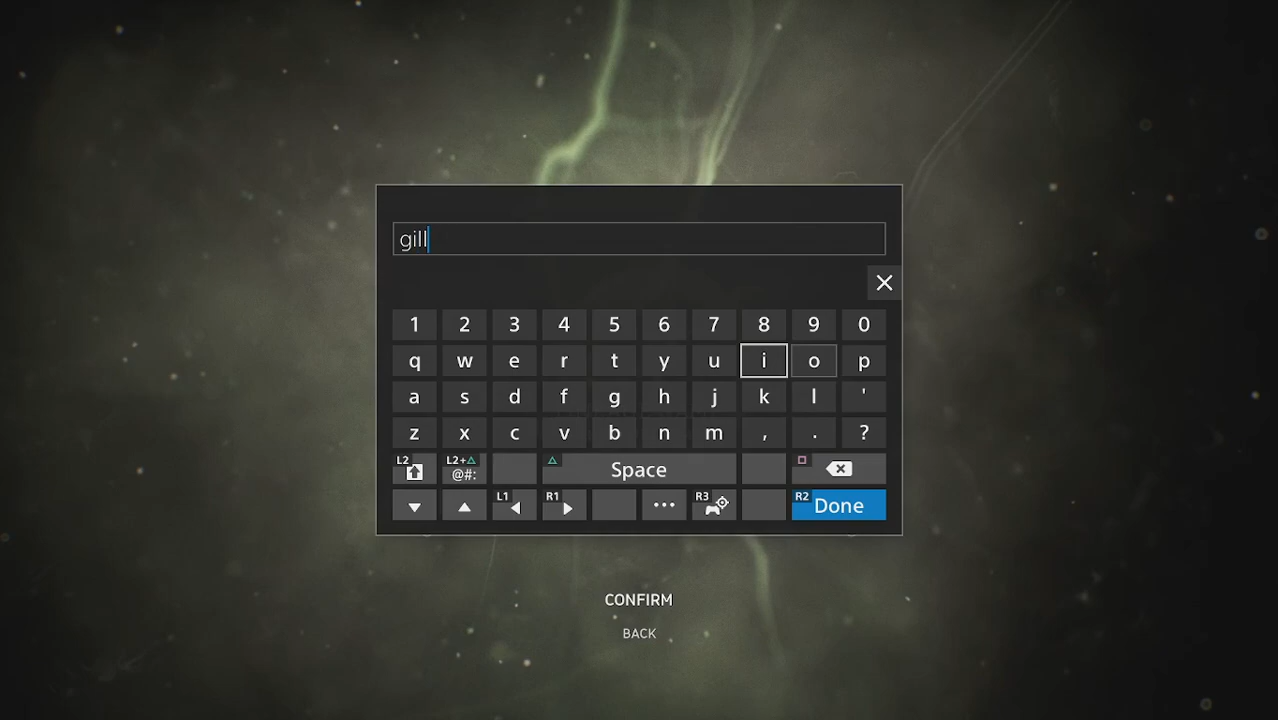 gill
1 2 3 4 5 6 7 8 9 0
q w e r t y u i o p
a s d f g h j k l '
z x c v b n m , . ?
L2 L2+△ @#: △ Space
L1 R1 ... R3 R2 Done
CONFIRM
BACK